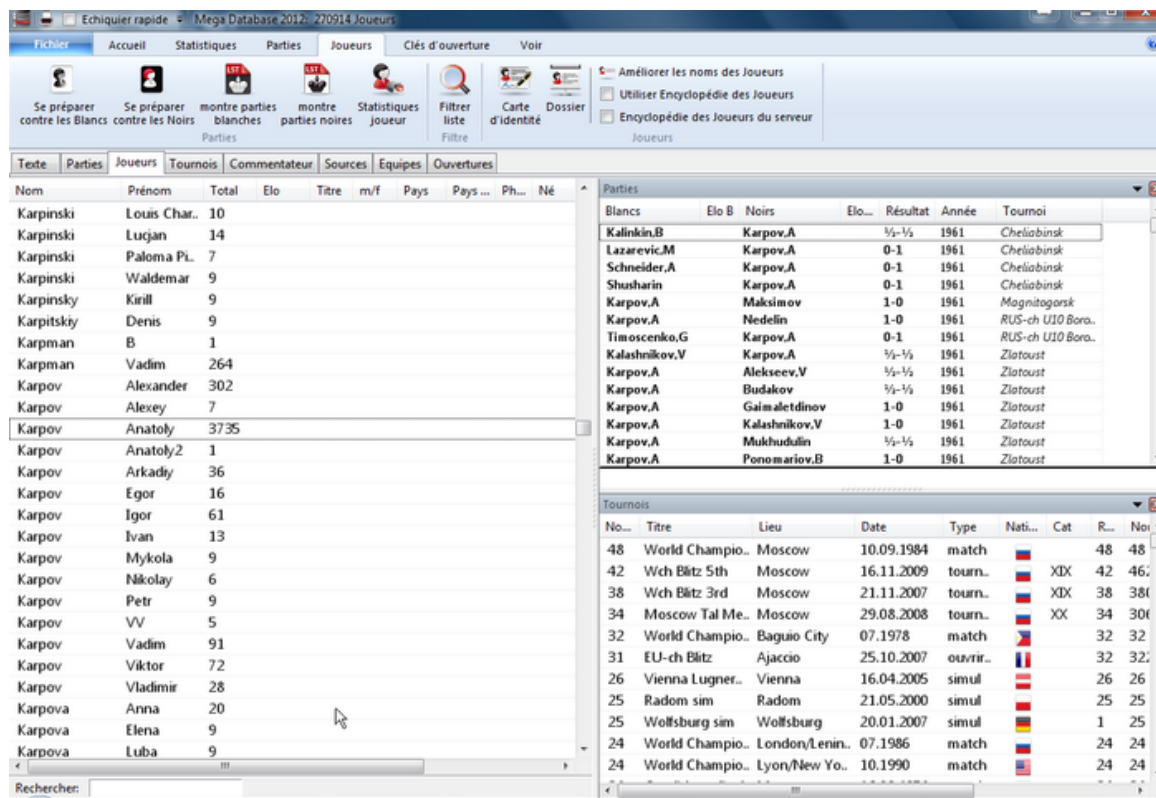 Echiquier rapide Mega Database 2012: 270914 Joueurs
Fichier Accueil Statistiques Parties Joueurs Clés d'ouverture Voir
Se préparer contre les Blancs
Se préparer contre les Noirs
montre parties blanches
montre parties noires
Statistiques joueur
Filtrer liste
Carte d'identité
Dossier
Améliorer les noms des Joueurs
Utiliser Encyclopédie des Joueurs
Encyclopédie des Joueurs du serveur
Parties Filtre Joueurs
Texte Parties Joueurs Tournois Commentateur Sources Equipes Ouvertures
Nom Prénom Total Elo Titre m/f Pays Pays ... Ph... Né
Karpinski Louis Char.. 10
Karpinski Lucjan 14
Karpinski Paloma Pi.. 7
Karpinski Waldemar 9
Karpinsky Kirill 9
Karpitskiy Denis 9
Karpman B 1
Karpman Vadim 264
Karpov Alexander 302
Karpov Alexey 7
Karpov Anatoly 3735
Karpov Anatoly2 1
Karpov Arkadiy 36
Karpov Egor 16
Karpov Igor 61
Karpov Ivan 13
Karpov Mykola 9
Karpov Nikolay 6
Karpov Petr 9
Karpov VV 5
Karpov Vadim 91
Karpov Viktor 72
Karpov Vladimir 28
Karpova Anna 20
Karpova Elena 9
Karpova Luba 9
Rechercher:
Parties
Blancs Elo B Noirs Elo... Résultat Année Tournoi
Kalinkin,B Karpov,A ½-½ 1961 Cheliabinsk
Lazarevic,M Karpov,A 0-1 1961 Cheliabinsk
Schneider,A Karpov,A 0-1 1961 Cheliabinsk
Shusharin Karpov,A 0-1 1961 Cheliabinsk
Karpov,A Maksimov 1-0 1961 Magnitogorsk
Karpov,A Nedelin 1-0 1961 RUS-ch U10 Boro..
Timoscenko,G Karpov,A 0-1 1961 RUS-ch U10 Boro..
Kalashnikov,V Karpov,A ½-½ 1961 Zlatoust
Karpov,A Alekseev,V ½-½ 1961 Zlatoust
Karpov,A Budakov ½-½ 1961 Zlatoust
Karpov,A Gaimaletdinov 1-0 1961 Zlatoust
Karpov,A Kalashnikov,V 1-0 1961 Zlatoust
Karpov,A Mukhudulin ½-½ 1961 Zlatoust
Karpov,A Ponomariov,B 1-0 1961 Zlatoust
Tournois
No... Titre Lieu Date Type Nati... Cat R...
48 World Champio.. Moscow 10.09.1984 match 48 48
42 Wch Blitz 5th Moscow 16.11.2009 tourn.. XIX 42 462
38 Wch Blitz 3rd Moscow 21.11.2007 tourn.. XIX 38 380
34 Moscow Tal Me.. Moscow 29.08.2008 tourn.. XX 34 306
32 World Champio.. Baguio City 07.1978 match 32 32
31 EU-ch Blitz Ajaccio 25.10.2007 ouvrir.. 32 322
26 Vienna Lugner.. Vienna 16.04.2005 simul 26 26
25 Radom sim Radom 21.05.2000 simul 25 25
25 Wolfsburg sim Wolfsburg 20.01.2007 simul 1 25
24 World Champio.. London/Lenin.. 07.1986 match 24 24
24 World Champio.. Lyon/New Yo.. 10.1990 match 24 24